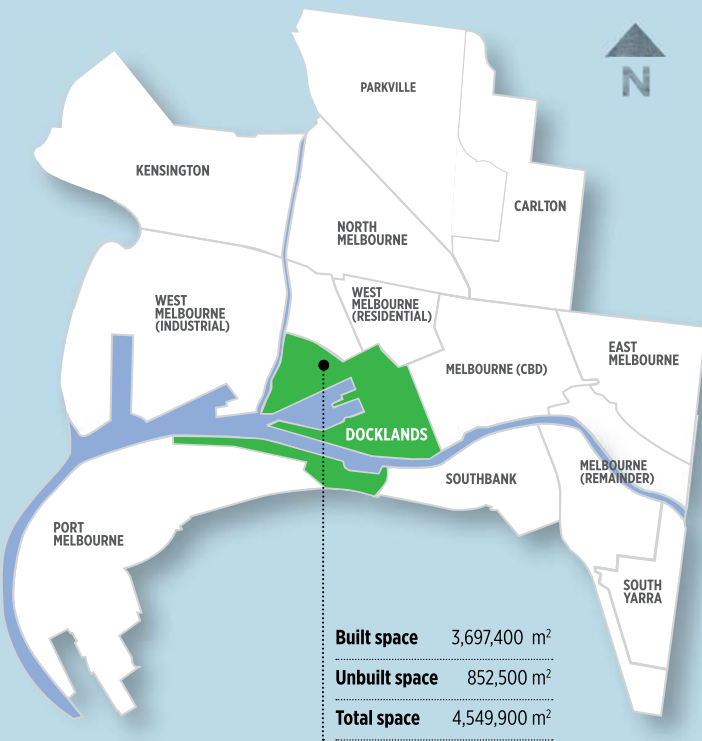 PARKVILLE
N
KENSINGTON
CARLTON
NORTH
MELBOURNE
WEST
MELBOURNE
(RESIDENTIAL)
WEST
MELBOURNE
(INDUSTRIAL)
EAST
MELBOURNE
MELBOURNE (CBD)
DOCKLANDS
SOUTHBANK
MELBOURNE
(REMAINDER)
PORT
MELBOURNE
SOUTH
YARRA
Built space 3,697,400 m²
Unbuilt space 852,500 m²
Total space 4,549,900 m²